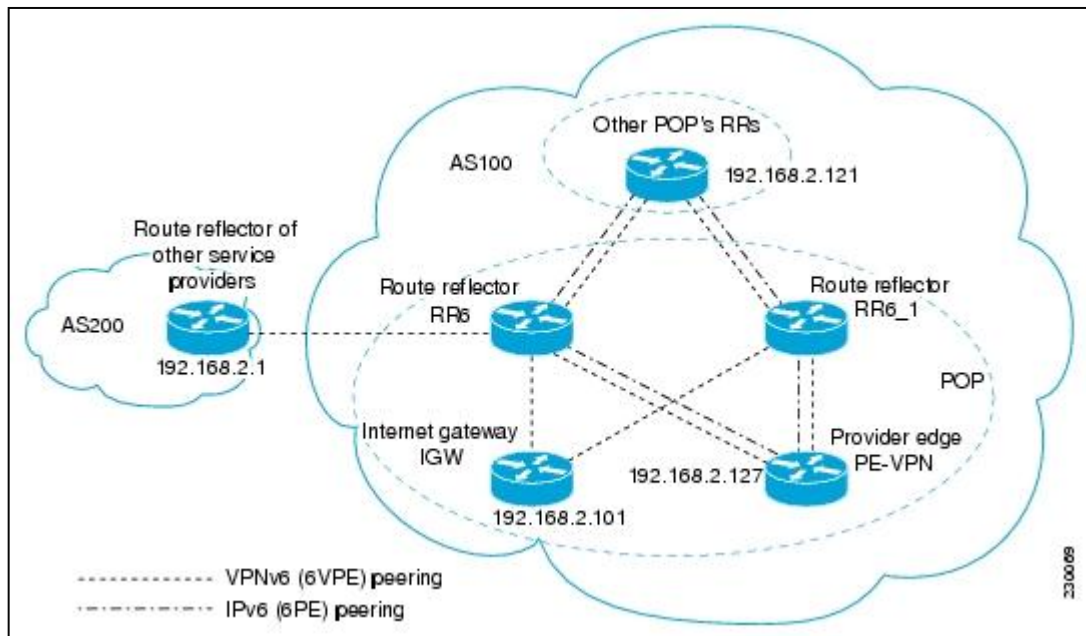 Other POP's RRs
AS100
192.168.2.121
Route reflector of
other service
providers
AS200
192.168.2.1
Route reflector
RR6
Route reflector
RR6_1
POP
Internet gateway
IGW
192.168.2.101
Provider edge
PE-VPN
192.168.2.127
VPNv6 (6VPE) peering
IPv6 (6PE) peering
230069